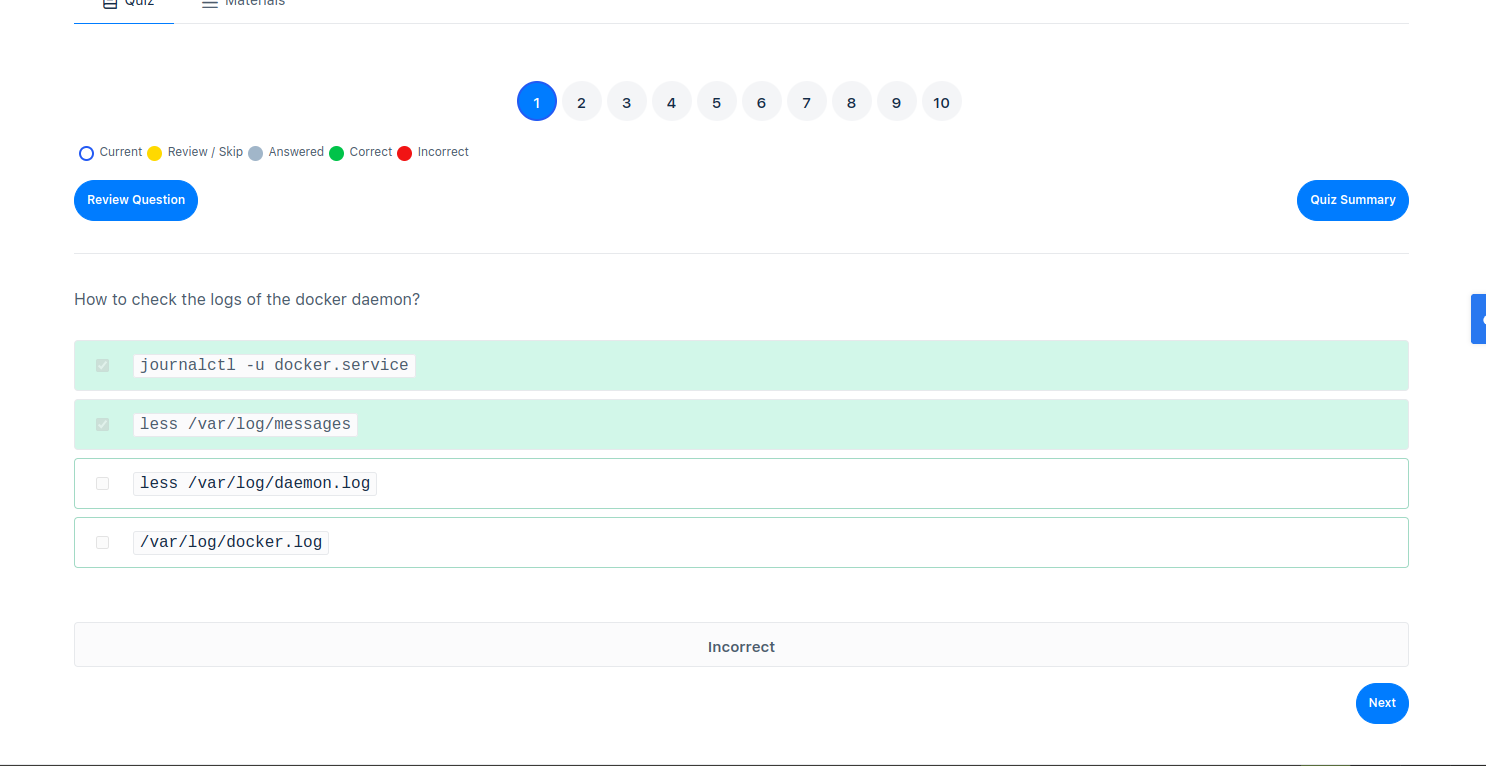 Quiz Materials
1 2 3 4 5 6 7 8 9 10
Current Review / Skip Answered Correct Incorrect
Review Question Quiz Summary
How to check the logs of the docker daemon?
journalctl -u docker.service
less /var/log/messages
less /var/log/daemon.log
/var/log/docker.log
Incorrect
Next